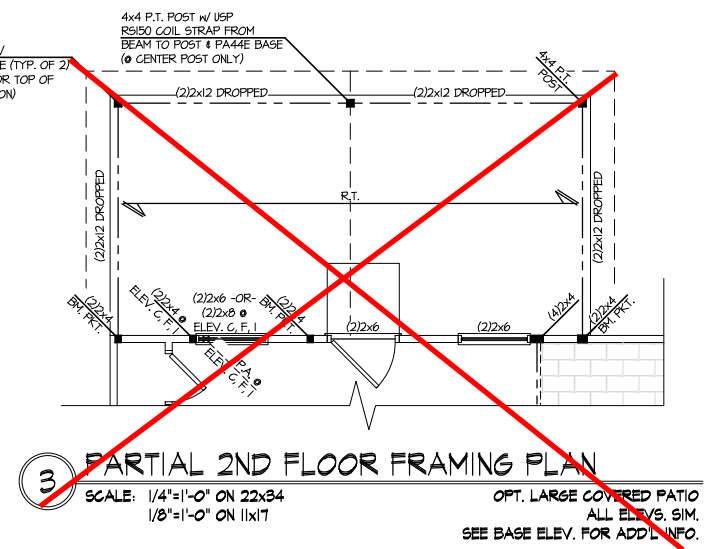 4x4 P.T. POST W/ USP
RS150 COIL STRAP FROM
BEAM TO POST & PA44E BASE
(@ CENTER POST ONLY)
E (TYP. OF 2)
OR TOP OF
ON)
4x4 P.T.
POST
(2)2x12 DROPPED
(2)2x12 DROPPED
(2)2x12 DROPPED
(2)2x12 DROPPED
R.T.
(2)2x4
BM. PKT.
(2)2x4 @
ELEV. C, F, I
(2)2x6 -OR-
(2)2x8 @
ELEV. C, F, I
(2)2x4
BM. PKT.
(2)2x6
(2)2x6
(4)2x4
(2)2x4
BM. PKT.
P.A. @
ELEV. C, F, I
3
PARTIAL 2ND FLOOR FRAMING PLAN
SCALE: 1/4"=1'-0" ON 22x34
1/8"=1'-0" ON 11x17
OPT. LARGE COVERED PATIO
ALL ELEVS. SIM.
SEE BASE ELEV. FOR ADD'L INFO.